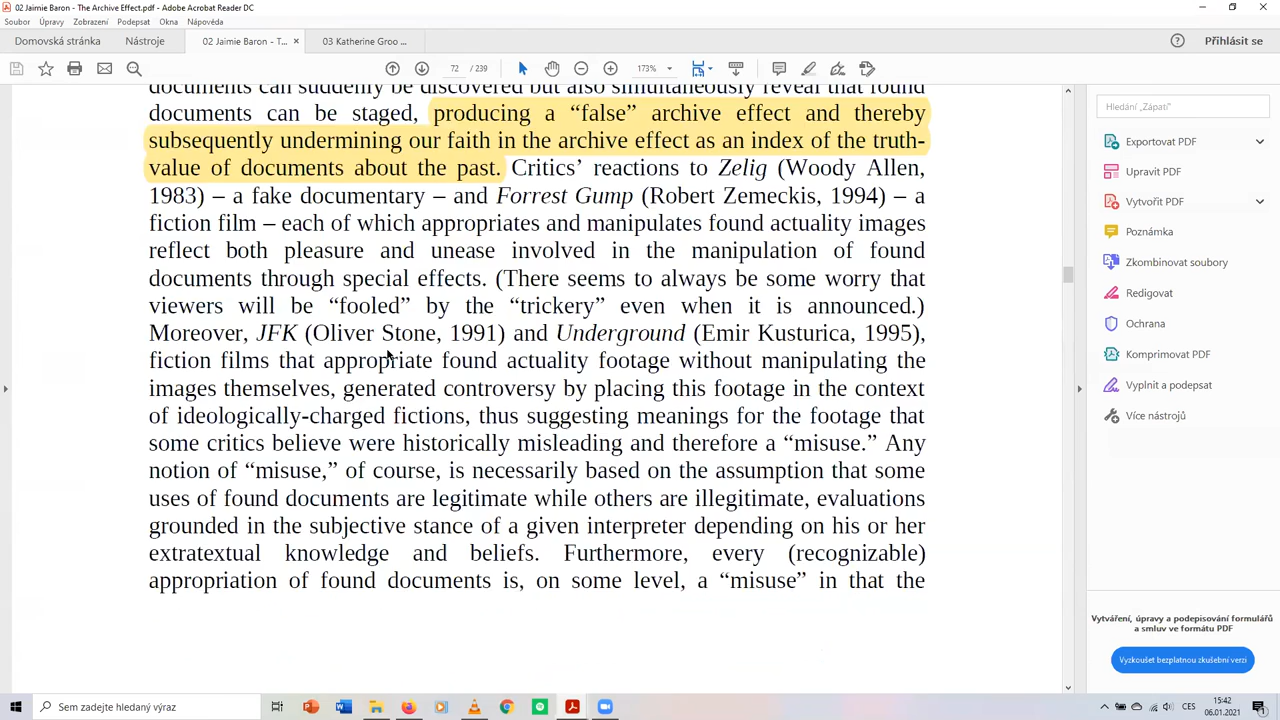 02 Jaimie Baron - The Archive Effect.pdf - Adobe Acrobat Reader DC
Soubor Úpravy Zobrazení Podepsat Okna Nápověda
Domovská stránka Nástroje 02 Jaimie Baron - T... × 03 Katherine Groo ... Přihlásit se
72 / 239 173%
documents can suddenly be discovered but also simultaneously reveal that found
documents can be staged, producing a “false” archive effect and thereby
subsequently undermining our faith in the archive effect as an index of the truth-
value of documents about the past. Critics’ reactions to Zelig (Woody Allen,
1983) – a fake documentary – and Forrest Gump (Robert Zemeckis, 1994) – a
fiction film – each of which appropriates and manipulates found actuality images
reflect both pleasure and unease involved in the manipulation of found
documents through special effects. (There seems to always be some worry that
viewers will be “fooled” by the “trickery” even when it is announced.)
Moreover, JFK (Oliver Stone, 1991) and Underground (Emir Kusturica, 1995),
fiction films that appropriate found actuality footage without manipulating the
images themselves, generated controversy by placing this footage in the context
of ideologically-charged fictions, thus suggesting meanings for the footage that
some critics believe were historically misleading and therefore a “misuse.” Any
notion of “misuse,” of course, is necessarily based on the assumption that some
uses of found documents are legitimate while others are illegitimate, evaluations
grounded in the subjective stance of a given interpreter depending on his or her
extratextual knowledge and beliefs. Furthermore, every (recognizable)
appropriation of found documents is, on some level, a “misuse” in that the
Hledání „Zápatí“
Exportovat PDF
Upravit PDF
Vytvořit PDF
Poznámka
Zkombinovat soubory
Redigovat
Ochrana
Komprimovat PDF
Vyplnit a podepsat
Více nástrojů
Vytváření, úpravy a podepisování formulářů
a smluv ve formátu PDF
Vyzkoušet bezplatnou zkušební verzi
Sem zadejte hledaný výraz
CES
15:42
06.01.2021
1